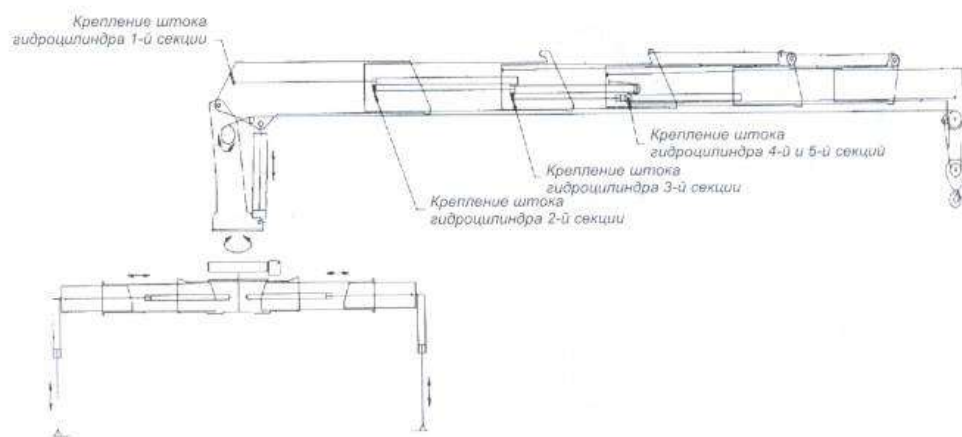 Крепление штока
гидроцилиндра 1-й секции
Крепление штока
гидроцилиндра 4-й и 5-й секций
Крепление штока
гидроцилиндра 3-й секции
Крепление штока
гидроцилиндра 2-й секции